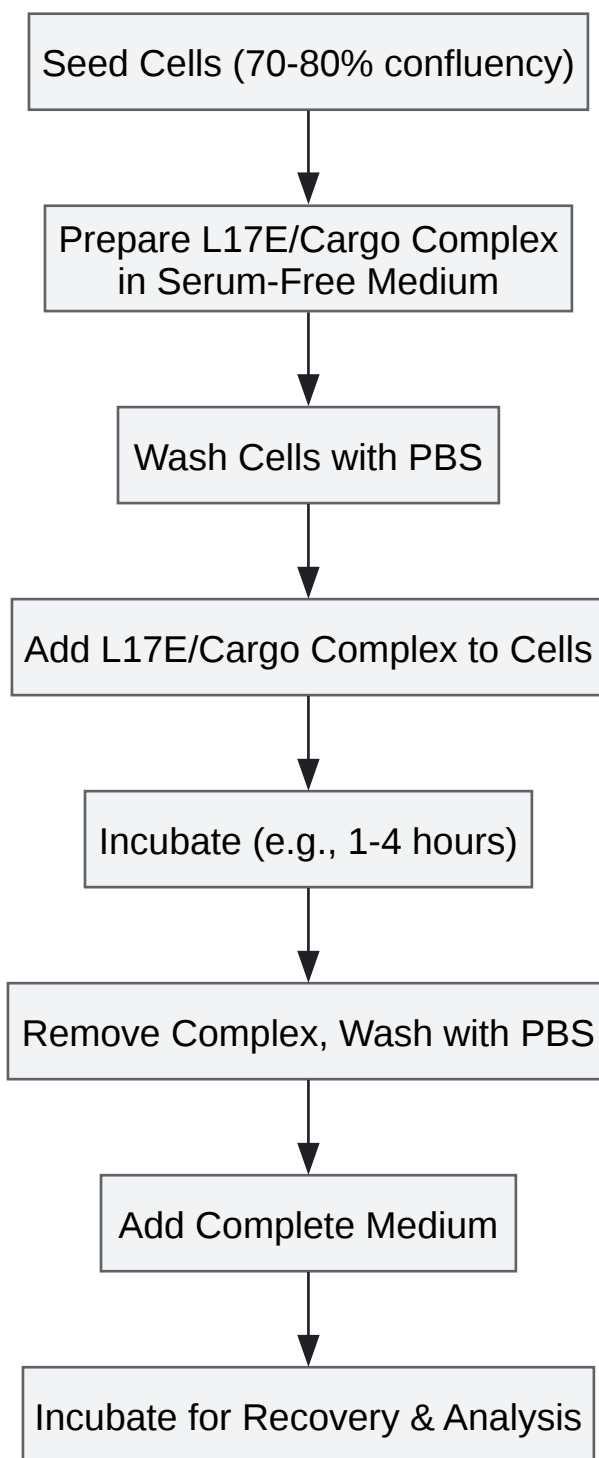 Seed Cells (70-80% confluency)
Prepare L17E/Cargo Complex
in Serum-Free Medium
Wash Cells with PBS
Add L17E/Cargo Complex to Cells
Incubate (e.g., 1-4 hours)
Remove Complex, Wash with PBS
Add Complete Medium
Incubate for Recovery & Analysis